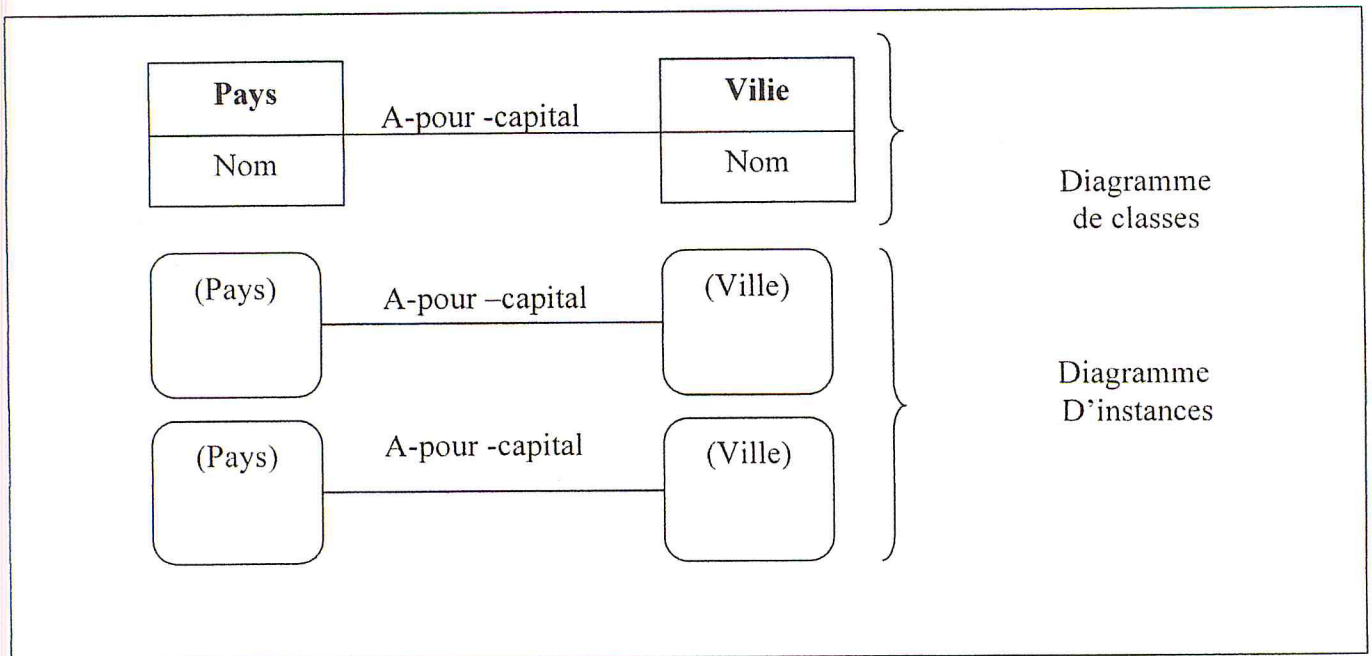 Pays
A-pour -capital
Vilie
Nom
Nom
Diagramme
de classes
(Pays)
A-pour –capital
(Ville)
Diagramme
D'instances
(Pays)
A-pour -capital
(Ville)